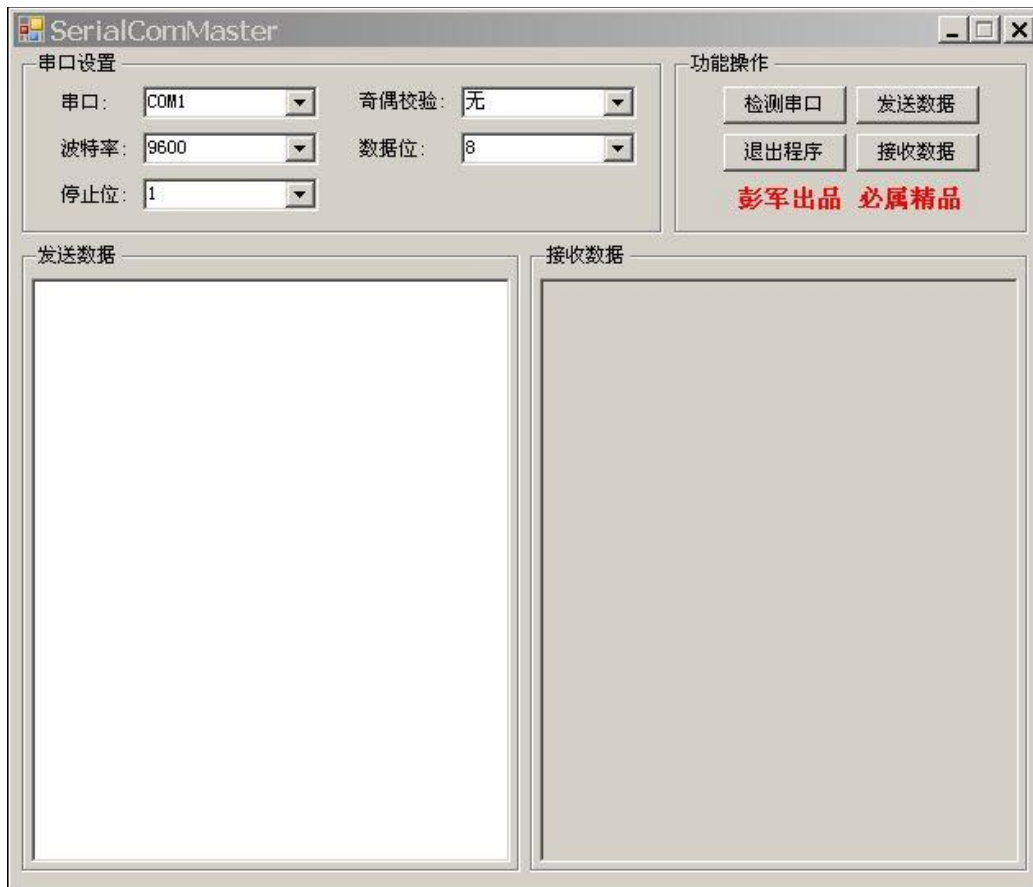 SerialComMaster
串口设置
串口: COM1 奇偶校验: 无
波特率: 9600 数据位: 8
停止位: 1
功能操作
检测串口 发送数据
退出程序 接收数据
彭军出品 必属精品
发送数据
接收数据